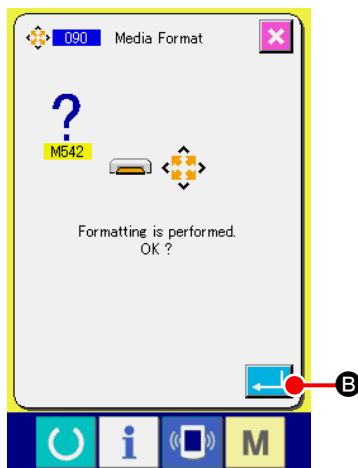 090 Media Format
?
M542
Formatting is performed.
OK ?
B
i
M